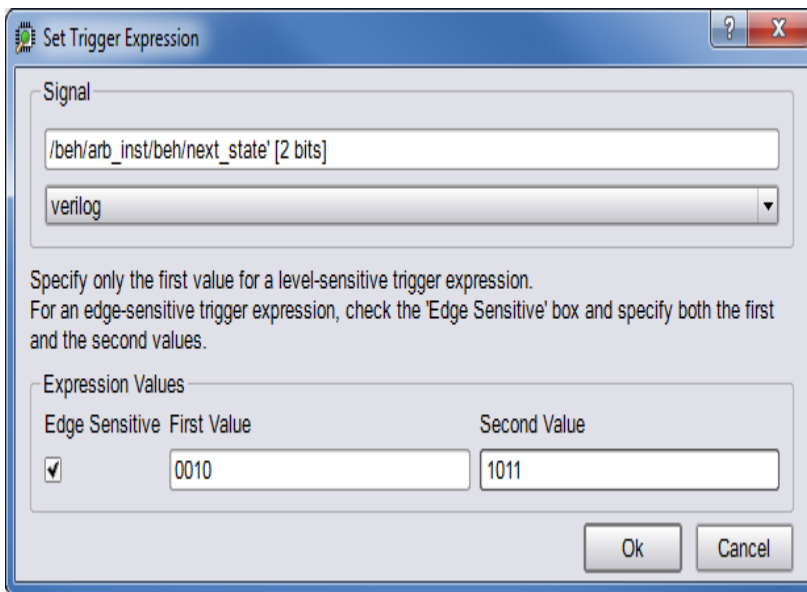 Set Trigger Expression
Signal
/beh/arb_inst/beh/next_state' [2 bits]
verilog
Specify only the first value for a level-sensitive trigger expression.
For an edge-sensitive trigger expression, check the 'Edge Sensitive' box and specify both the first
and the second values.
Expression Values
Edge Sensitive First Value Second Value
0010 1011
Ok Cancel